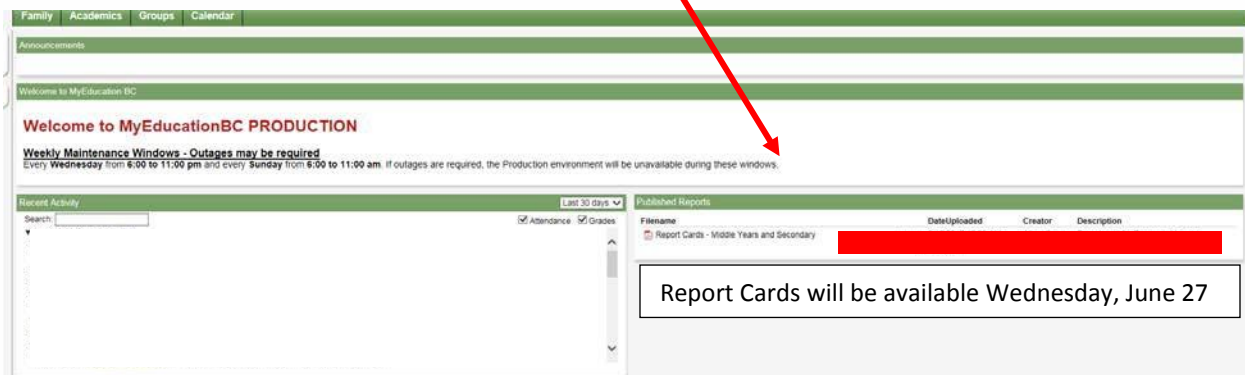 Family Academics Groups Calendar
Announcements
Welcome to MyEducation BC
Welcome to MyEducationBC PRODUCTION
Weekly Maintenance Windows - Outages may be required
Every Wednesday from 6:00 to 11:00 pm and every Sunday from 6:00 to 11:00 am. If outages are required, the Production environment will be unavailable during these windows.
Recent Activity Last 30 days
Search: Attendance Grades
Published Reports
Filename DateUploaded Creator Description
Report Cards - Middle Years and Secondary
Report Cards will be available Wednesday, June 27